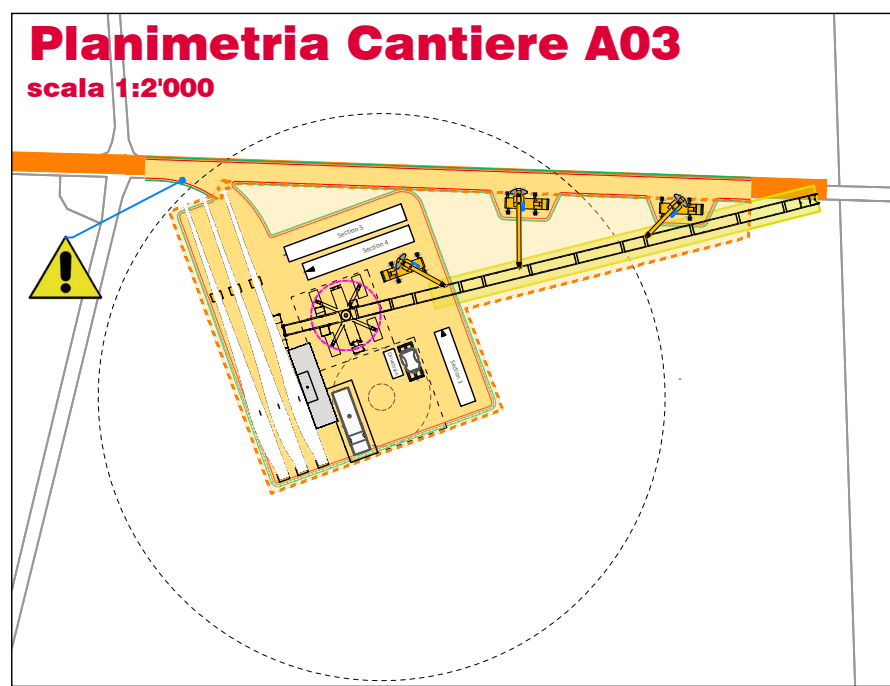 Planimetria Cantiere A03
scala 1:2'000
Section 5
Section 4
Section 3